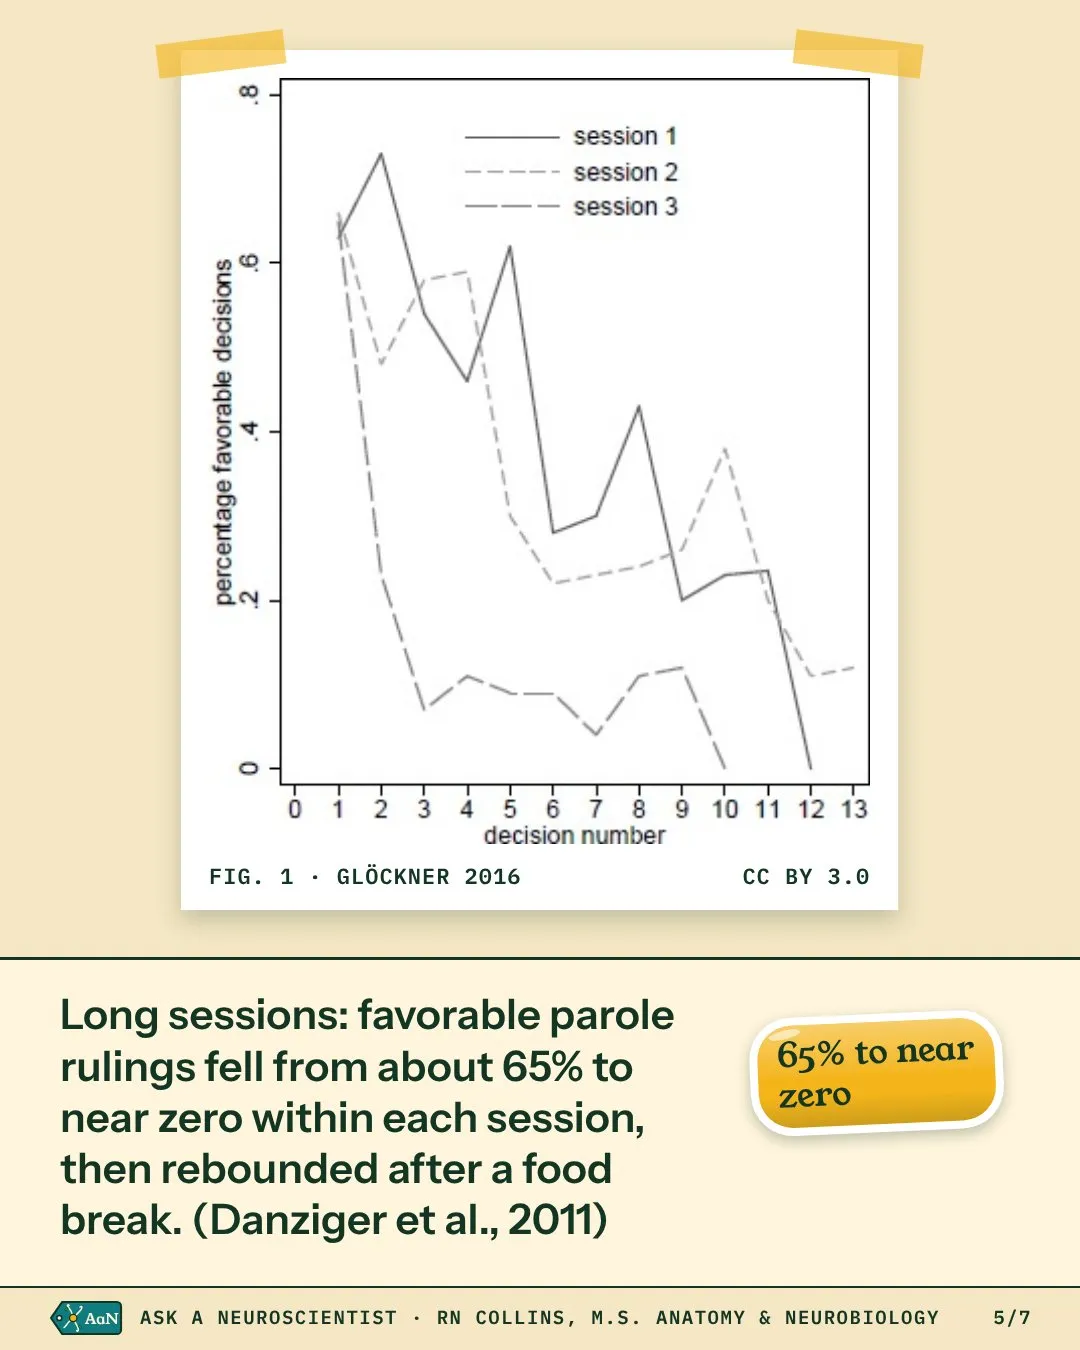 session 1
session 2
session 3
percentage favorable decisions
.8
.6
.4
.2
0
0 1 2 3 4 5 6 7 8 9 10 11 12 13
decision number
FIG. 1 · GLÖCKNER 2016
CC BY 3.0
Long sessions: favorable parole
rulings fell from about 65% to
near zero within each session,
then rebounded after a food
break. (Danziger et al., 2011)
65% to near
zero
AaN
ASK A NEUROSCIENTIST · RN COLLINS, M.S. ANATOMY & NEUROBIOLOGY
5/7